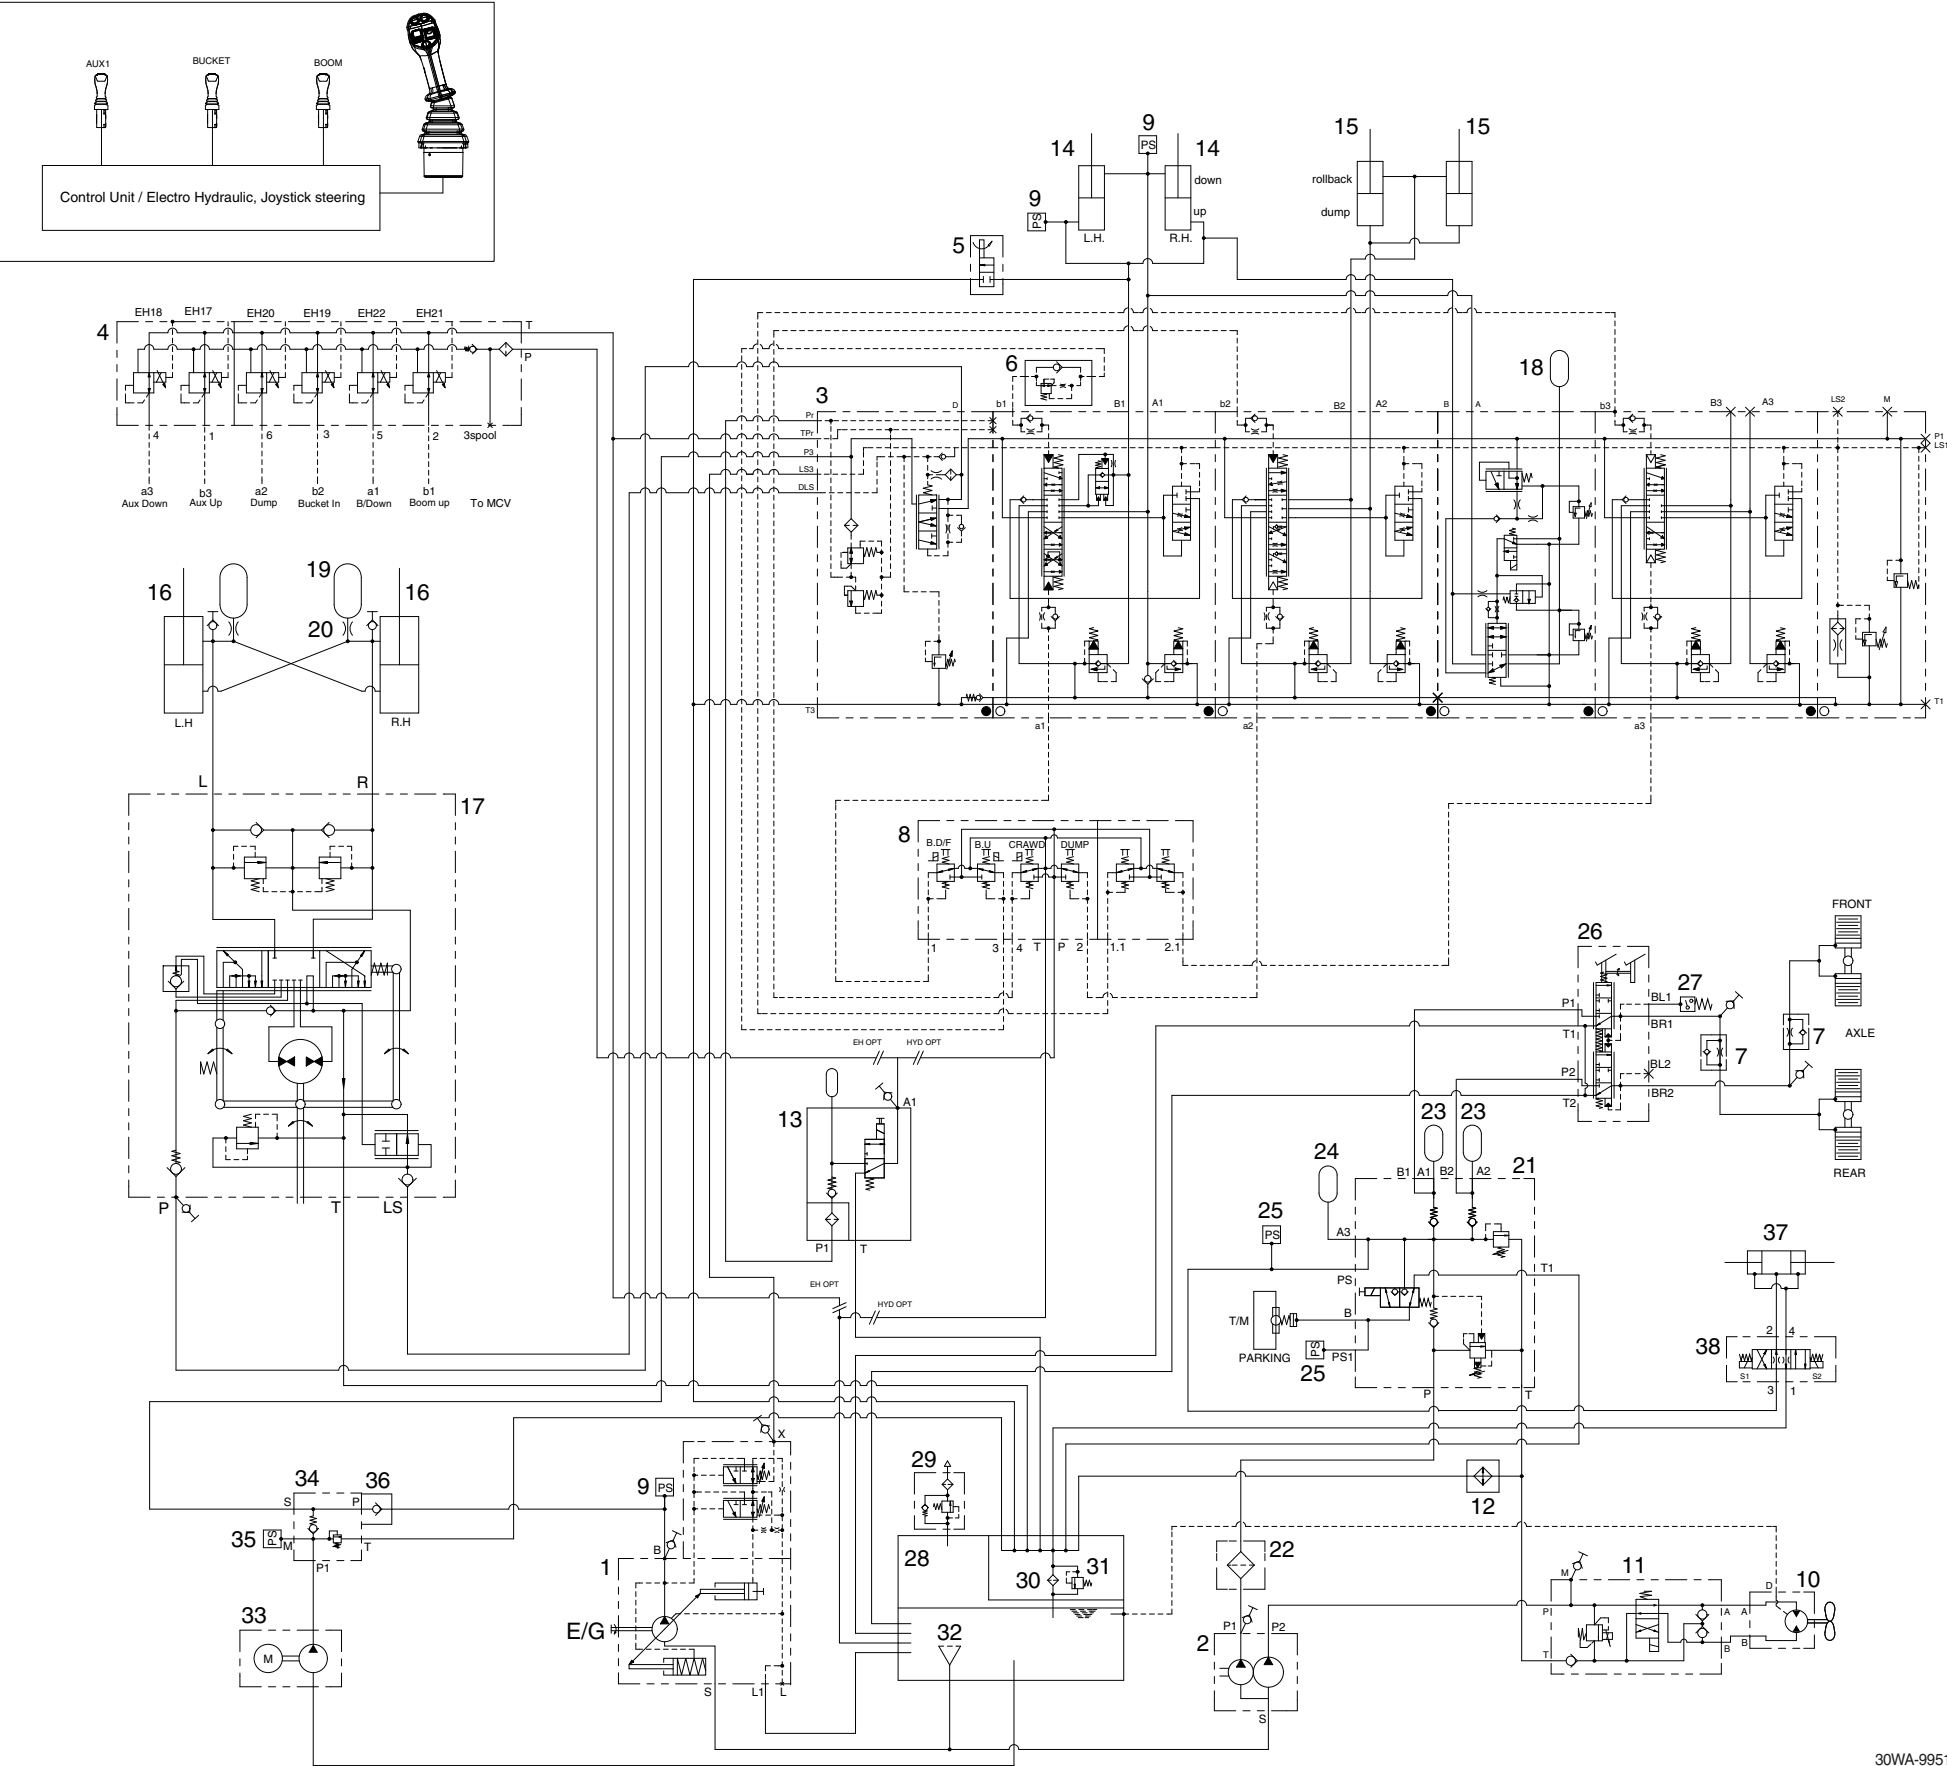 AUX1 BUCKET BOOM
Control Unit / Electro Hydraulic, Joystick steering
9
14 PS 14
15 15
down
up
L.H. R.H.
9 PS
rollback
dump
5
EH18 EH17 EH20 EH19 EH22 EH21
4 T
P
4 1 6 3 5 2 3spool
a3 b3 a2 b2 a1 b1
Aux Down Aux Up Dump Bucket In B/Down Boom up To MCV
6
18
3
D b1 B1 A1 b2 B2 A2 B A b3 B3 A3 LS2 M
Pr
TPr
P3
LS3
DLS
P1
LS1
T3 T1
a1 a2 a3
16 19 16
20
L.H R.H
L R
17
P T LS
8
B.D/F B.U CRAWD DUMP
1 3 4 T P 2 1.1 2.1
EH OPT HYD OPT
13 A1
P1 T
EH OPT
HYD OPT
26
P1 BL1 27
T1 BR1
P2 BL2
T2 BR2
7 7
FRONT
AXLE
REAR
23 23
24
B1 A1 B2 A2 21
25
PS
A3
PS T1
B
T/M
PARKING
PS PS1
25
P T
37
2 4
38
S1 S2
3 1
X
34 36
S P
35 PS M T
P1
9 PS
B
1
E/G
S L1 L
33
M
29
28
30 31
32
12
22
P1 P2
2
S
11
M
P A A
T B B
D 10
30WA-9951